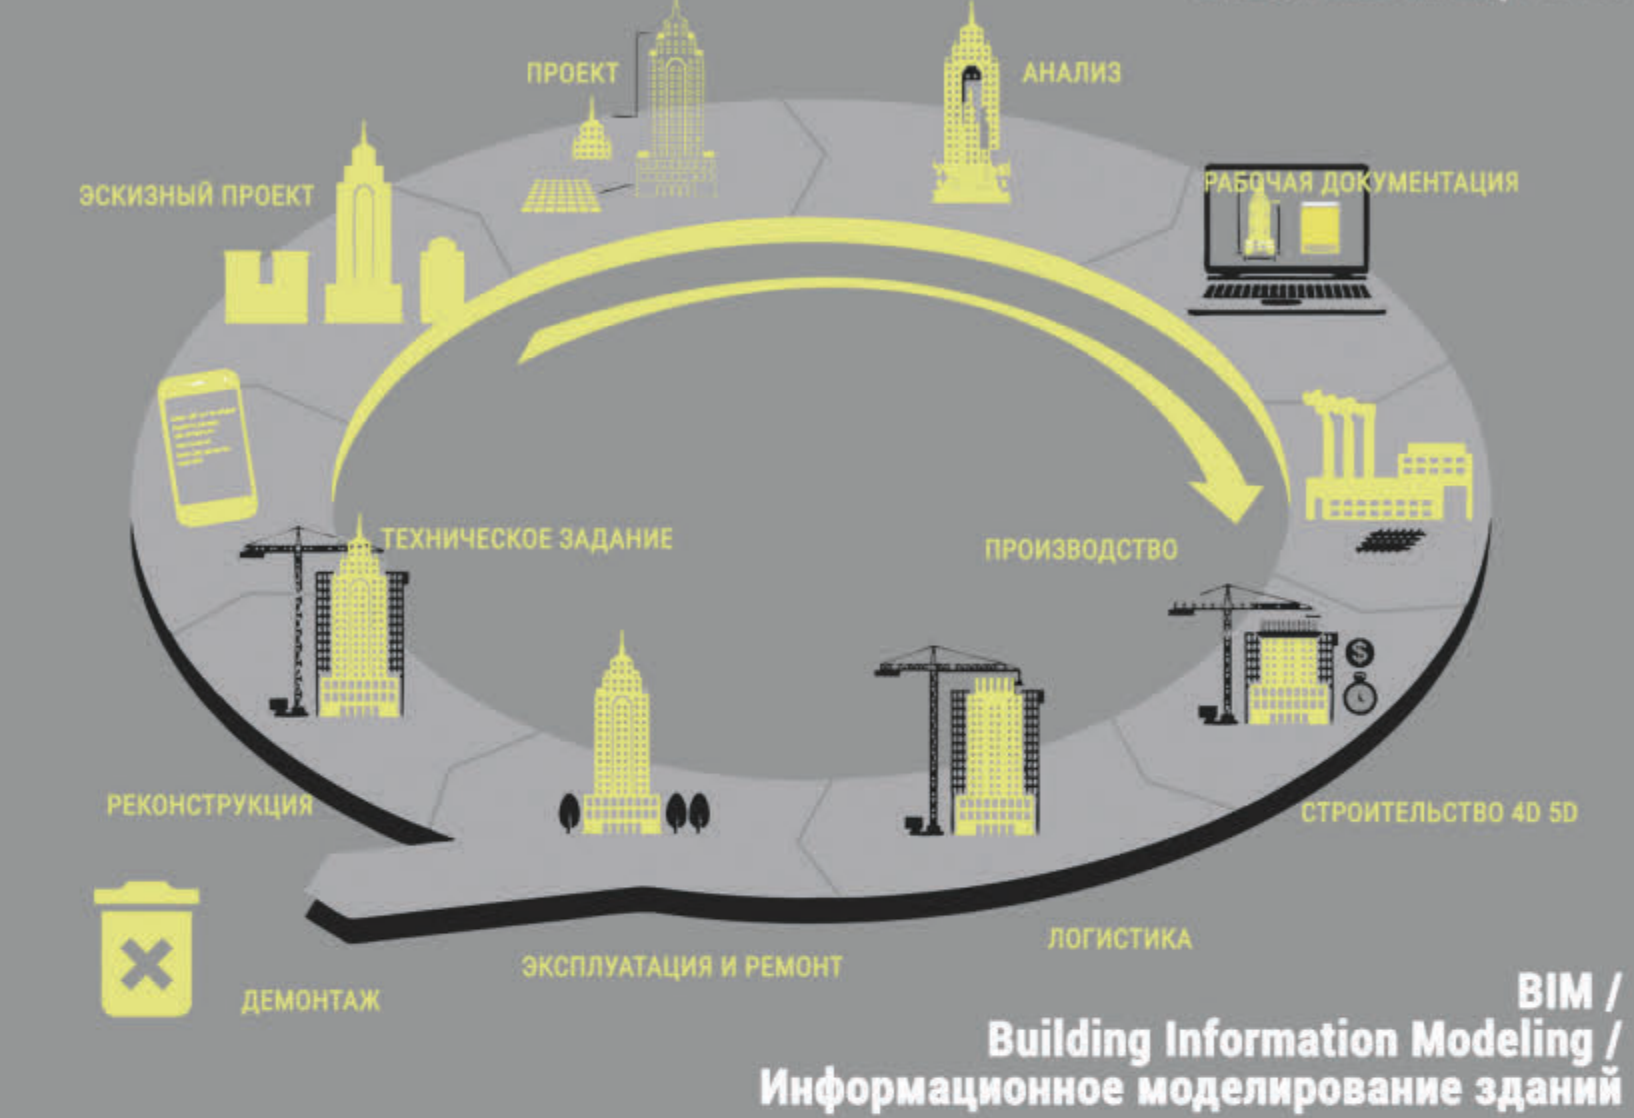 ПРОЕКТ
АНАЛИЗ
ЭСКИЗНЫЙ ПРОЕКТ
РАБОЧАЯ ДОКУМЕНТАЦИЯ
ТЕХНИЧЕСКОЕ ЗАДАНИЕ
ПРОИЗВОДСТВО
$
РЕКОНСТРУКЦИЯ
СТРОИТЕЛЬСТВО 4D 5D
ЛОГИСТИКА
ЭКСПЛУАТАЦИЯ И РЕМОНТ
ДЕМОНТАЖ
BIM /
Building Information Modeling /
Информационное моделирование зданий